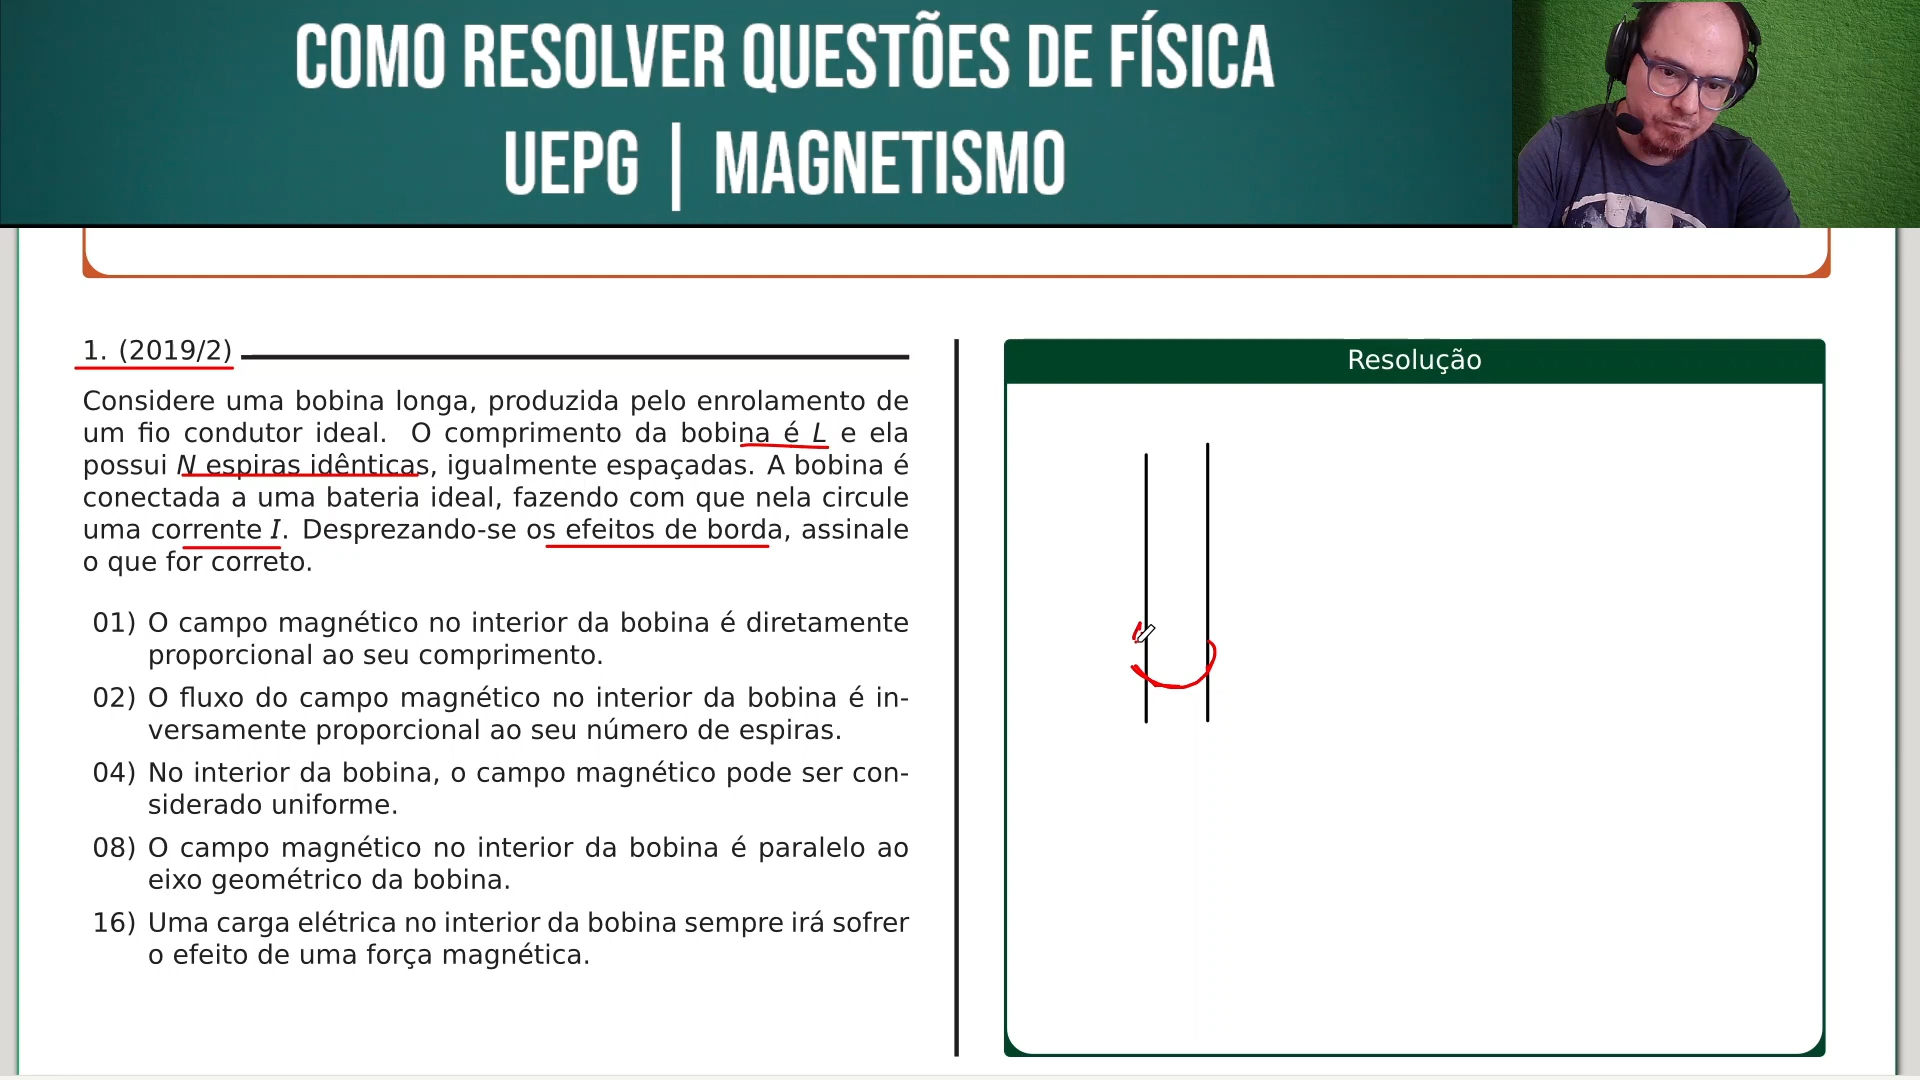 COMO RESOLVER QUESTÕES DE FÍSICA
UEPG | MAGNETISMO
1. (2019/2)
Considere uma bobina longa, produzida pelo enrolamento de
um fio condutor ideal. O comprimento da bobina é L e ela
possui N espiras idênticas, igualmente espaçadas. A bobina é
conectada a uma bateria ideal, fazendo com que nela circule
uma corrente I. Desprezando-se os efeitos de borda, assinale
o que for correto.
01) O campo magnético no interior da bobina é diretamente
proporcional ao seu comprimento.
02) O fluxo do campo magnético no interior da bobina é in-
versamente proporcional ao seu número de espiras.
04) No interior da bobina, o campo magnético pode ser con-
siderado uniforme.
08) O campo magnético no interior da bobina é paralelo ao
eixo geométrico da bobina.
16) Uma carga elétrica no interior da bobina sempre irá sofrer
o efeito de uma força magnética.
Resolução